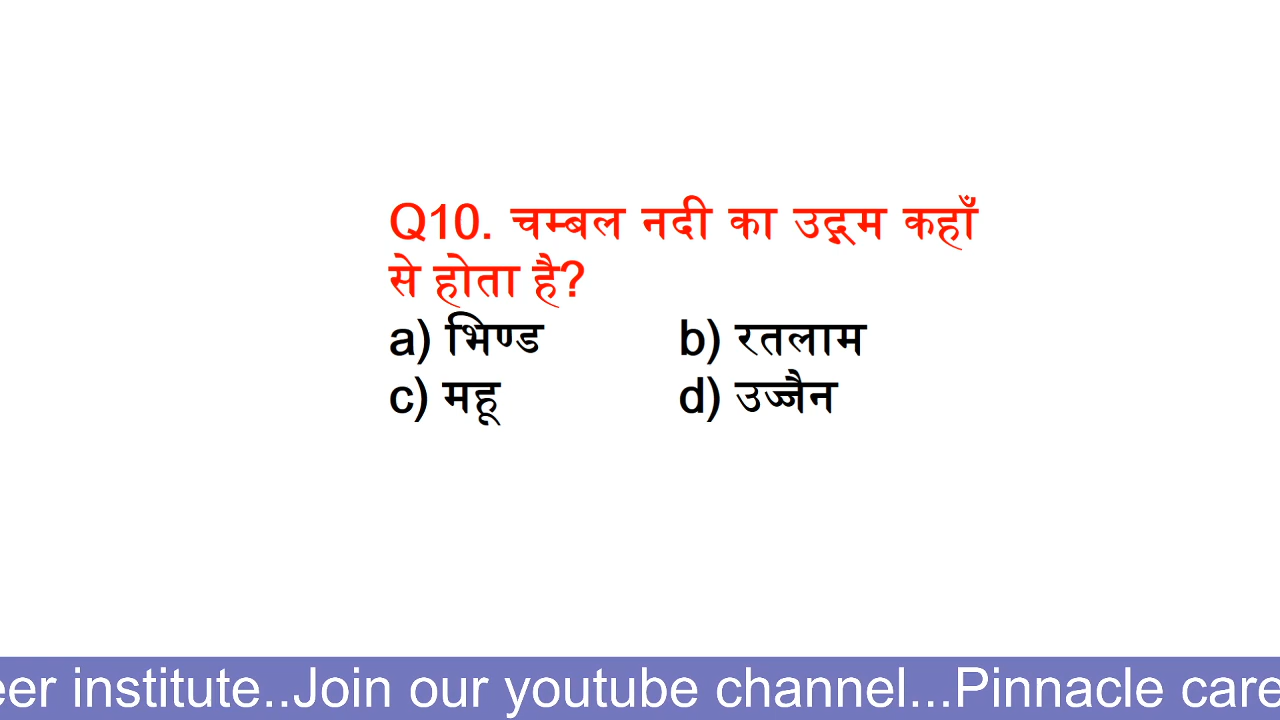 Q10. चम्बल नदी का उद्गम कहाँ
से होता है?
a) भिण्ड b) रतलाम
c) महू d) उज्जैन
eer institute..Join our youtube channel...Pinnacle care